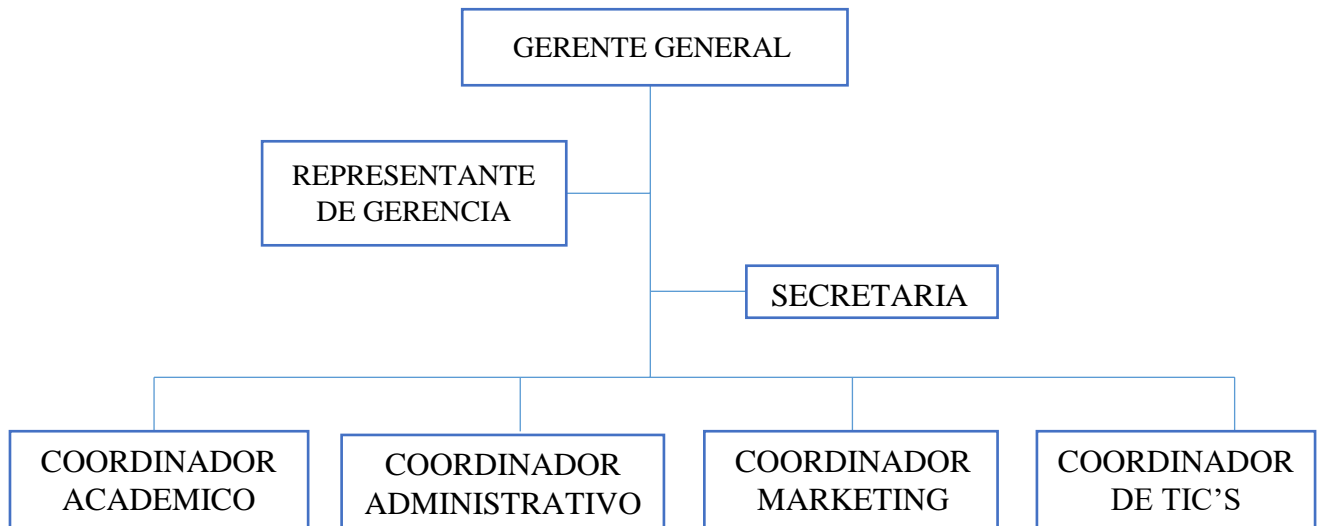 GERENTE GENERAL
REPRESENTANTE
DE GERENCIA
SECRETARIA
COORDINADOR
ACADEMICO
COORDINADOR
ADMINISTRATIVO
COORDINADOR
MARKETING
COORDINADOR
DE TIC’S